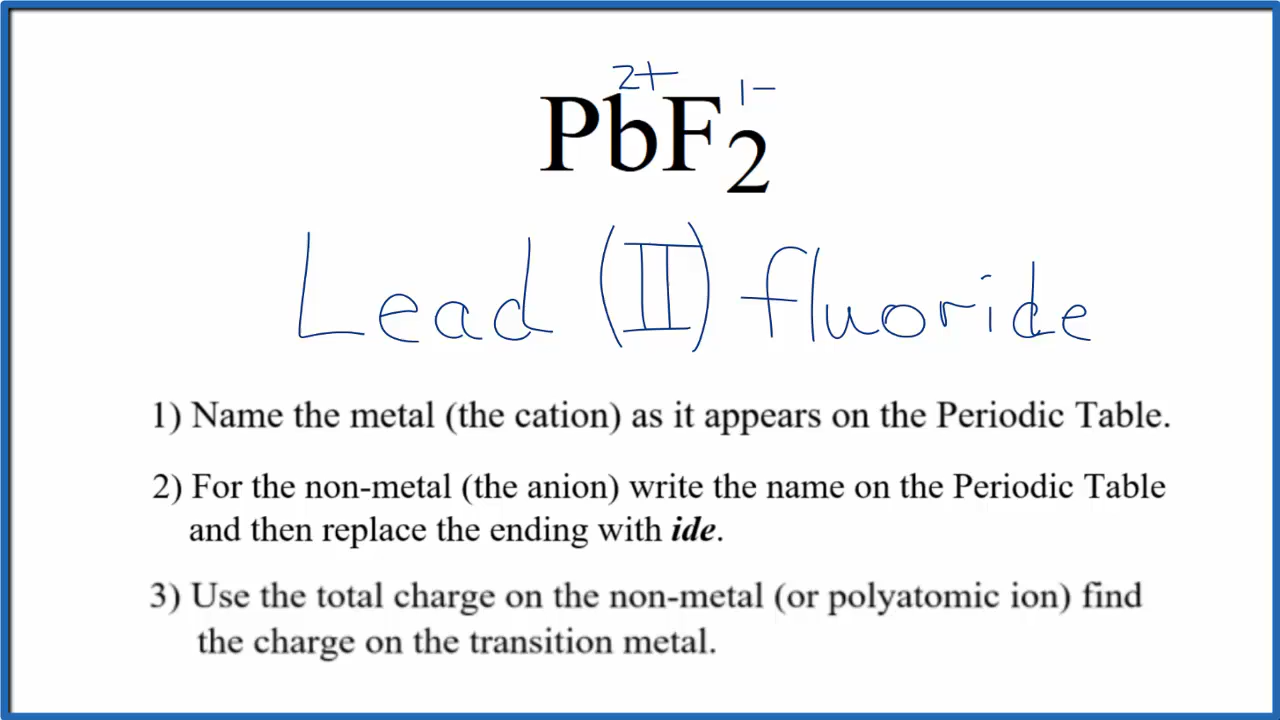 2+ 1-
PbF2
Lead (II) fluoride
1) Name the metal (the cation) as it appears on the Periodic Table.
2) For the non-metal (the anion) write the name on the Periodic Table
and then replace the ending with ide.
3) Use the total charge on the non-metal (or polyatomic ion) find
the charge on the transition metal.